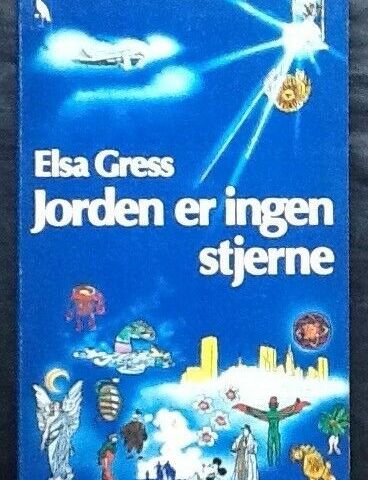 Elsa Gress
Jorden er ingen
stjerne